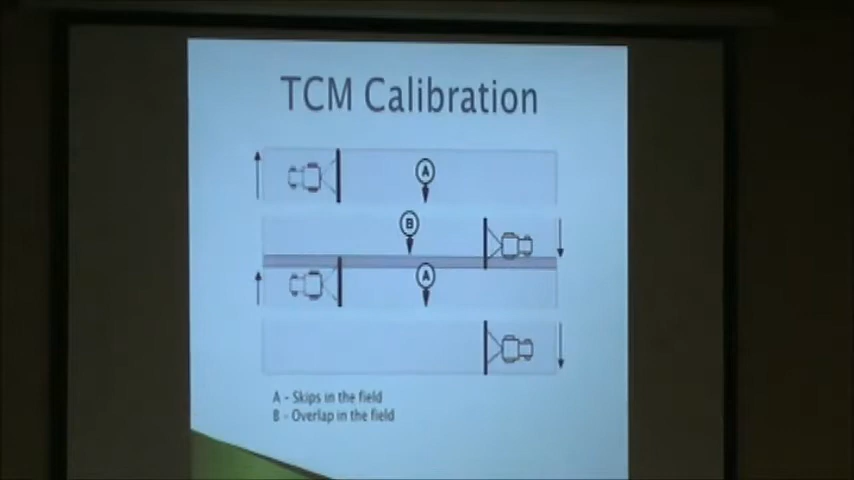 TCM Calibration
A
B
A
A - Skips in the field
B - Overlap in the field